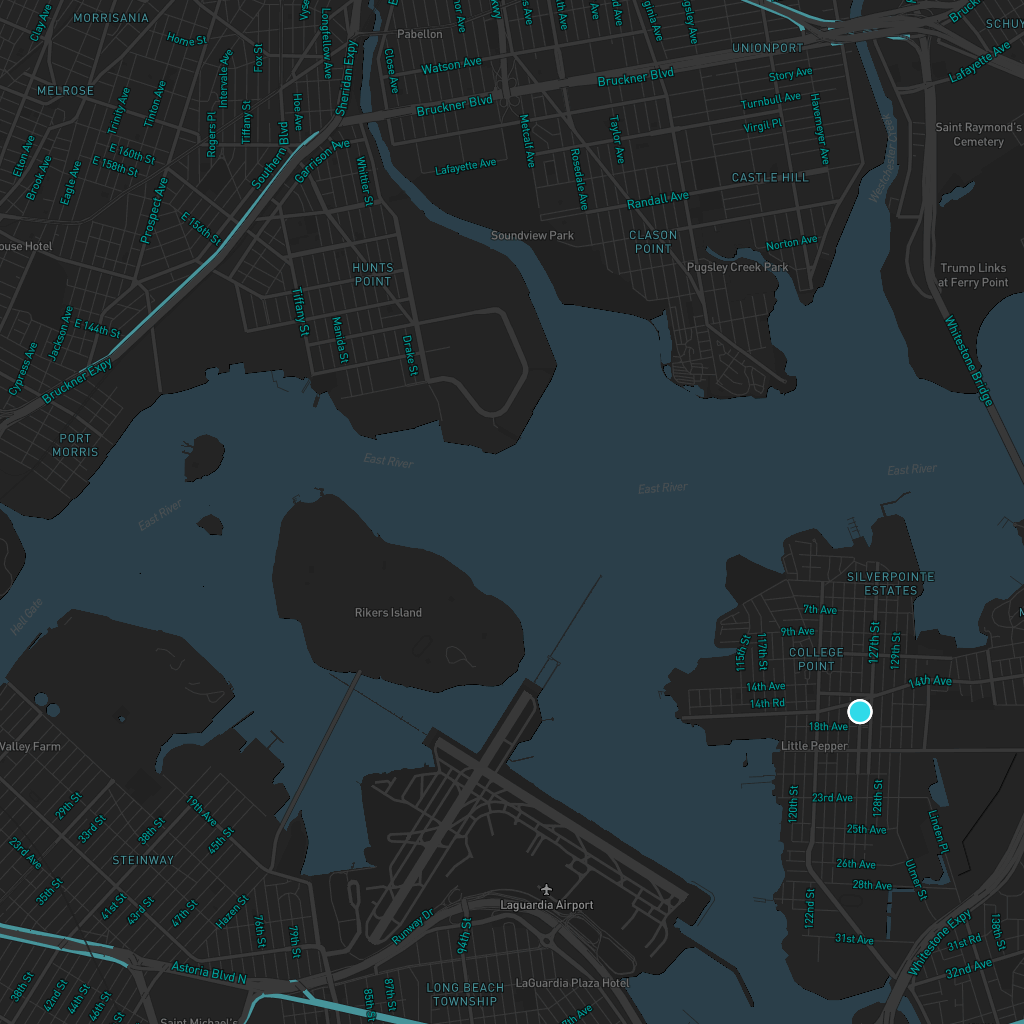 MORRISANIA
Clay Ave
Home St
Longfellow Ave
Pabellon
Watson Ave
UNIONPORT
Story Ave
Lafayette Ave
MELROSE
Trinity Ave
Tinton Ave
Intervale Ave
Fox St
Rogers Pl
Tiffany St
Hoe Ave
Southern Blvd
Sheridan Expy
Close Ave
Bruckner Blvd
Bruckner Blvd
Turnbull Ave
Virgil Pl
Havemeyer Ave
Saint Raymond's
Cemetery
Elton Ave
Brook Ave
Eagle Ave
E 160th St
E 158th St
Garrison Ave
Whittier St
Lafayette Ave
Metcalf Ave
Rosedale Ave
Taylor Ave
CASTLE HILL
Randall Ave
Prospect Ave
E 156th St
ouse Hotel
Soundview Park
CLASON
POINT
Norton Ave
Pugsley Creek Park
Trump Links
at Ferry Point
HUNTS
POINT
Tiffany St
Manida St
Drake St
E 144th St
Jackson Ave
Cypress Ave
Bruckner Expy
Whitestone Bridge
PORT
MORRIS
East River
East River
East River
East River
Hell Gate
Rikers Island
SILVERPOINTE
ESTATES
7th Ave
9th Ave
115th St
117th St
127th St
129th St
COLLEGE
POINT
14th Ave
14th Ave
14th Rd
18th Ave
Little Pepper
Valley Farm
29th St
33rd St
38th St
19th Ave
45th St
23rd Ave
STEINWAY
35th St
41st St
43rd St
47th St
Hazen St
76th St
79th St
120th St
23rd Ave
128th St
25th Ave
Linden Pl
26th Ave
28th Ave
Ulmer St
122nd St
31st Ave
Whitestone Expy
138th St
31st Rd
32nd Ave
Laguardia Airport
Runway Dr
94th St
Astoria Blvd N
38th St
42nd St
44th St
46th St
85th St
87th St
LONG BEACH
TOWNSHIP
LaGuardia Plaza Hotel
Saint Michael's